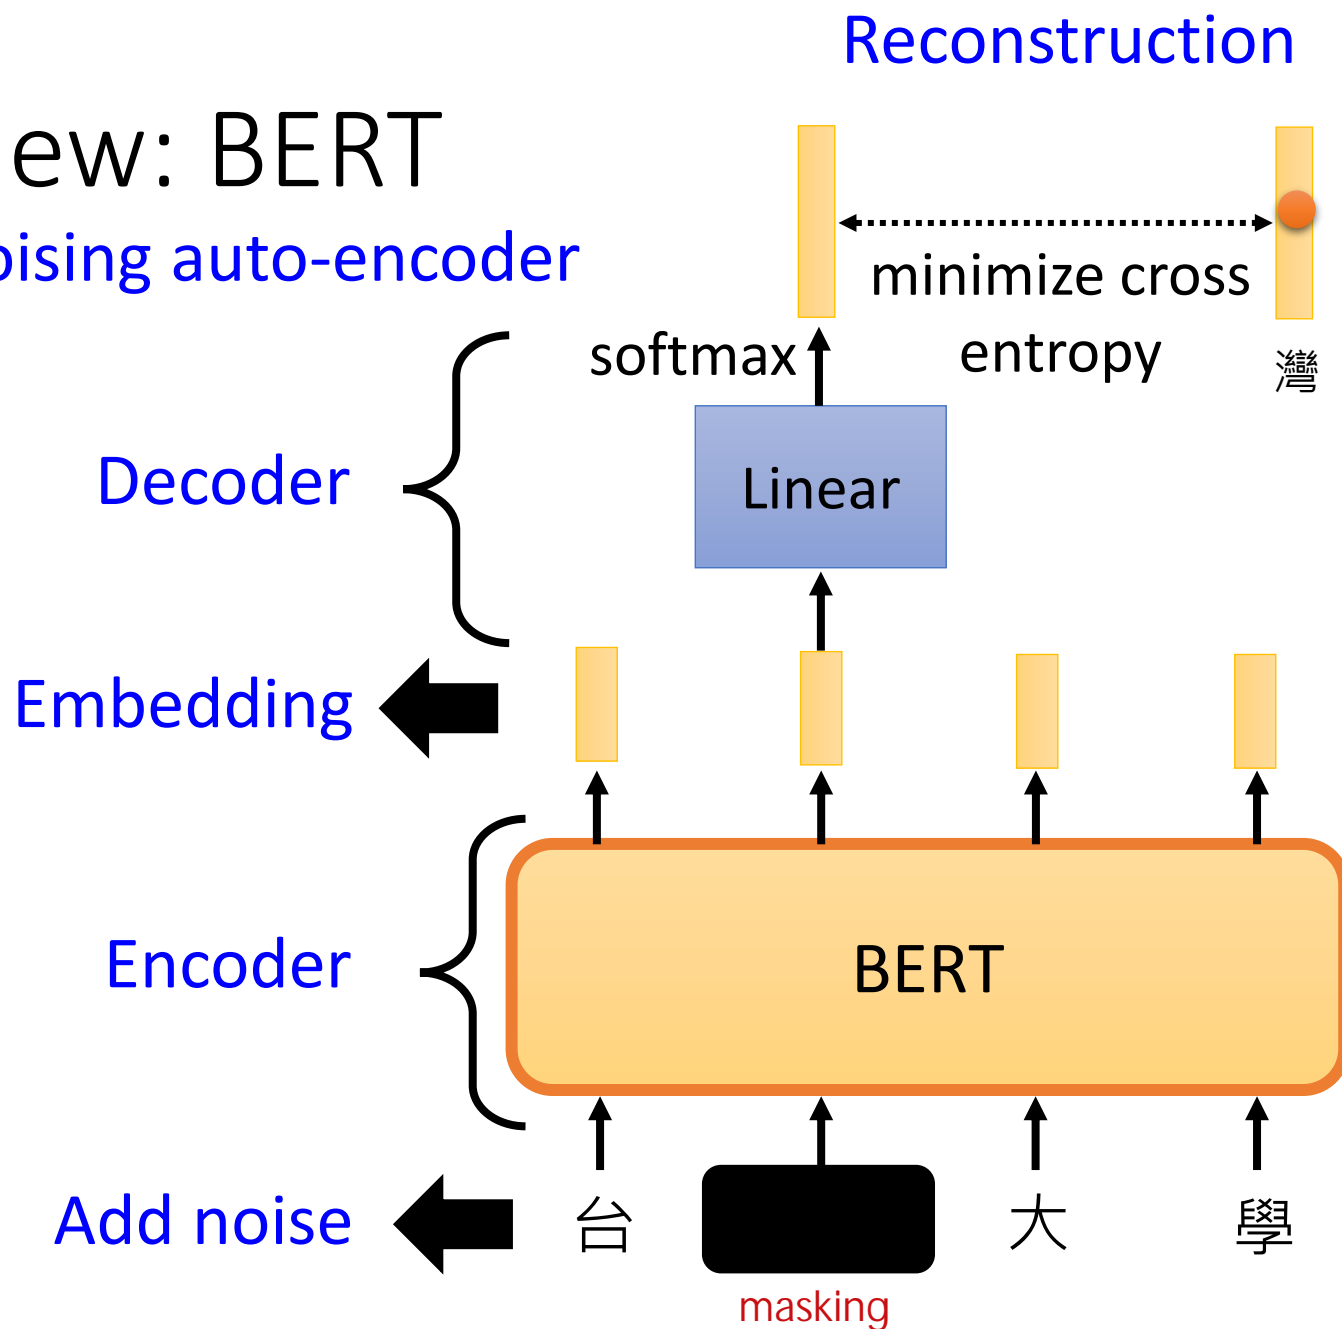 Reconstruction
ew: BERT
oising auto-encoder
minimize cross
entropy
softmax
灣
Decoder
Linear
Embedding
Encoder
BERT
Add noise
台
大
學
masking